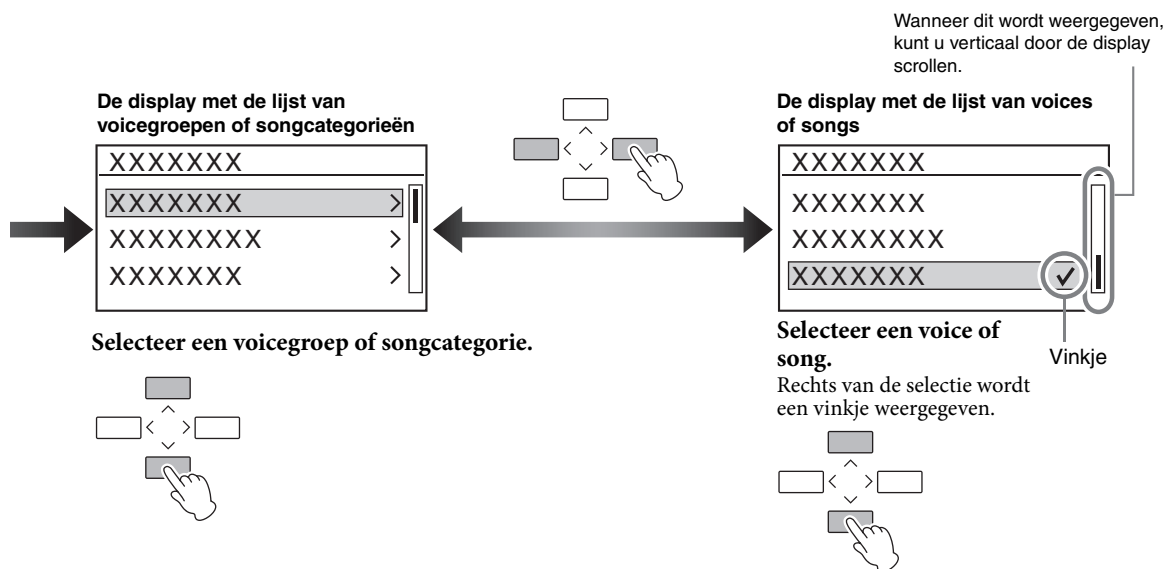 Wanneer dit wordt weergegeven,
kunt u verticaal door de display
scrollen.
De display met de lijst van
voicegroepen of songcategorieën
XXXXXXX
XXXXXXX >
XXXXXXXX >
XXXXXXX >
Selecteer een voicegroep of songcategorie.
De display met de lijst van voices
of songs
XXXXXXX
XXXXXXX
XXXXXXXX
XXXXXXX ✓
Selecteer een voice of
song.
Vinkje
Rechts van de selectie wordt
een vinkje weergegeven.